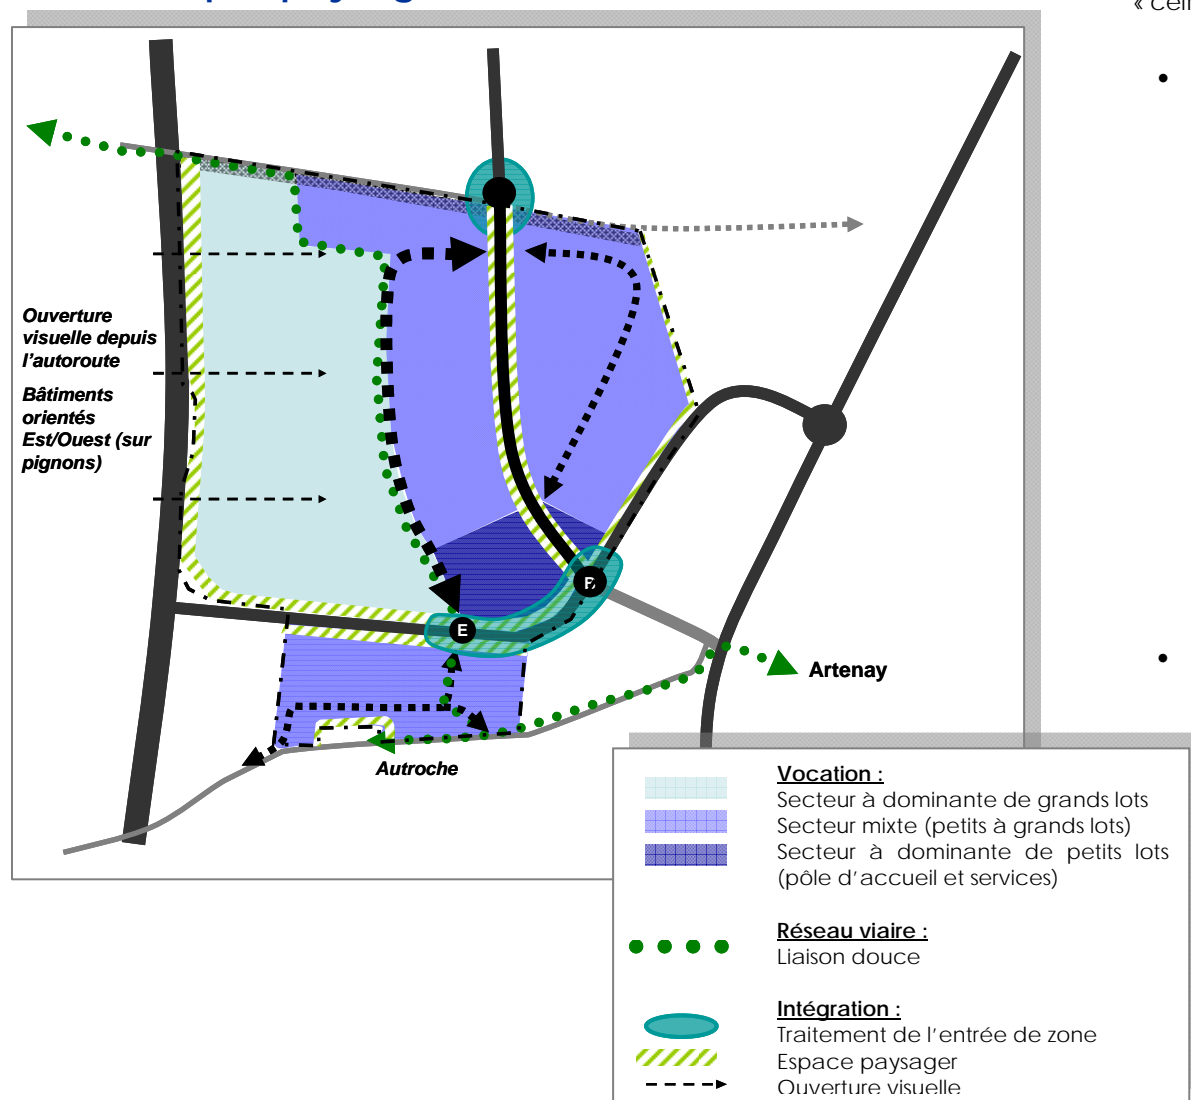 « 
Ouverture
visuelle depuis
l'autoroute
Bâtiments
orientés
Est/Ouest (sur
pignons)
E
Artenay
Autroche
Vocation :
Secteur à dominante de grands lots
Secteur mixte (petits à grands lots)
Secteur à dominante de petits lots
(pôle d'accueil et services)
Réseau viaire :
Liaison douce
Intégration :
Traitement de l'entrée de zone
Espace paysager
Ouverture visuelle